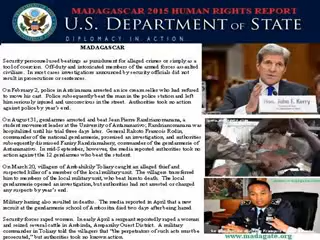 MADAGASCAR 2015 HUMAN RIGHTS REPORT
U.S. DEPARTMENT OF STATE
DIPLOMACY IN ACTION
MADAGASCAR
Security personnel used beatings as punishment for alleged crimes or simply as a
tool of coercion. Off-duty and intoxicated members of the armed forces assaulted
civilians. In most cases investigations announced by security officials did not
result in prosecutions or sentences.
On February 2, police in Antsiranana arrested an ice cream seller who had refused
to move his cart. Police subsequently beat the man in the police station and left
him seriously injured and unconscious in the street. Authorities took no action
against police by year's end.
On August 31, gendarmes arrested and beat Jean Pierre Randrianomanana, a
student movement leader at the University of Antananarivo; Randrianomanana was
hospitalized until his trial three days later. General Rakoto Rodin,
commander of the national gendarmerie, promised an investigation, and authorities
subsequently dismissed Fanny, commander of the gendarmerie of
Antananarivo. In mid-September, however, the media reported authorities took no
action against the 12 gendarmes who beat the student.
On March 20, villagers of Ambalakily Toliary caught an alleged thief and
suspected killer of a member of the local military unit. The villagers transferred
him to members of the local military unit, who beat him to death. The local
gendarmerie opened an investigation, but authorities had not arrested or charged
any suspects by year's end.
Military hazing also resulted in deaths. The media reported in April that a new
recruit at the gendarmerie school of Ambositra died two days after being hazed.
Security forces raped women. In early April a sergeant reportedly raped a woman
and seized several cattle in District. A
military commander in Toliary told the villagers that "the perpetrators of such acts must be
prosecuted," but authorities took no known action.
Hon. John F. Kerry
www.madagate.org